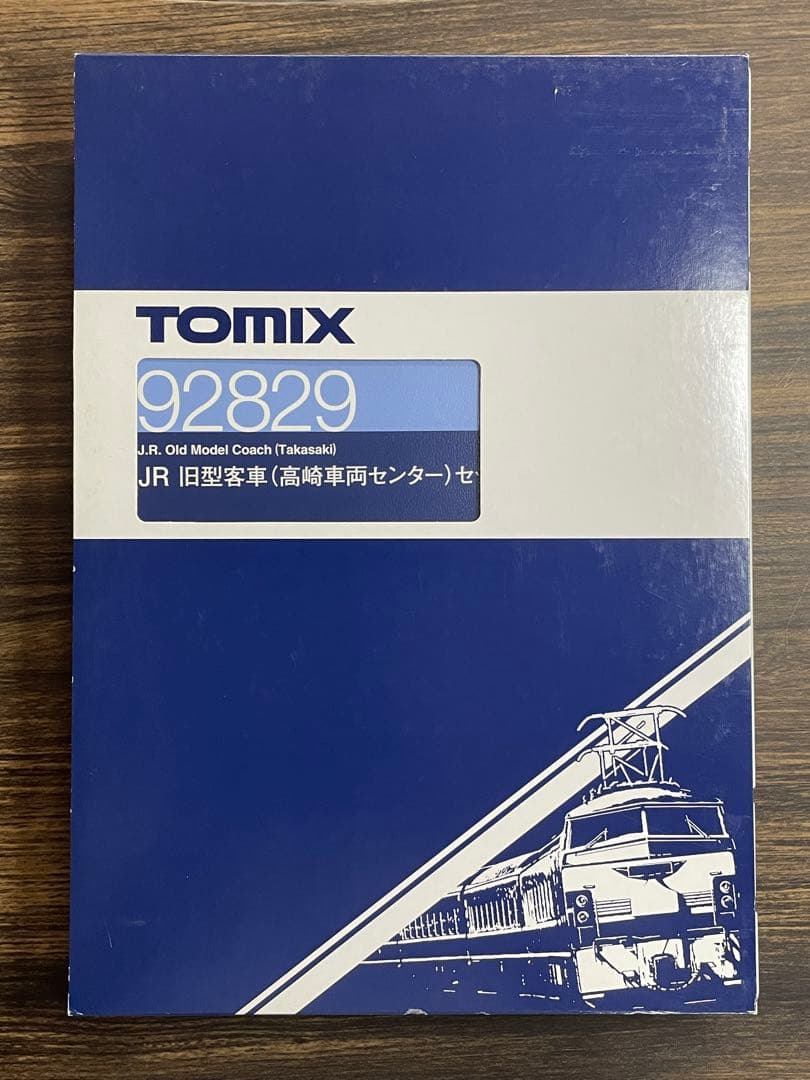 TOMIX
92829
J.R. Old Model Coach (Takasaki)
JR 旧型客車(高崎車両センター)セ